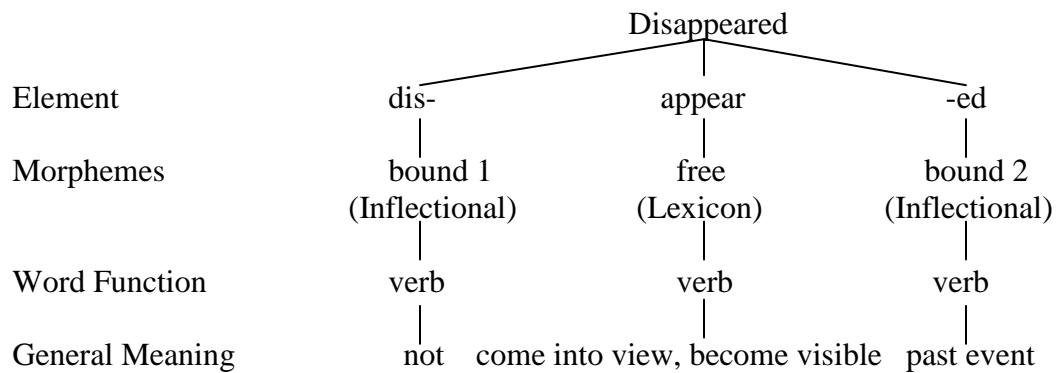 Disappeared
Element dis- appear -ed
Morphemes bound 1 free bound 2
(Inflectional) (Lexicon) (Inflectional)
Word Function verb verb verb
General Meaning not come into view, become visible past event